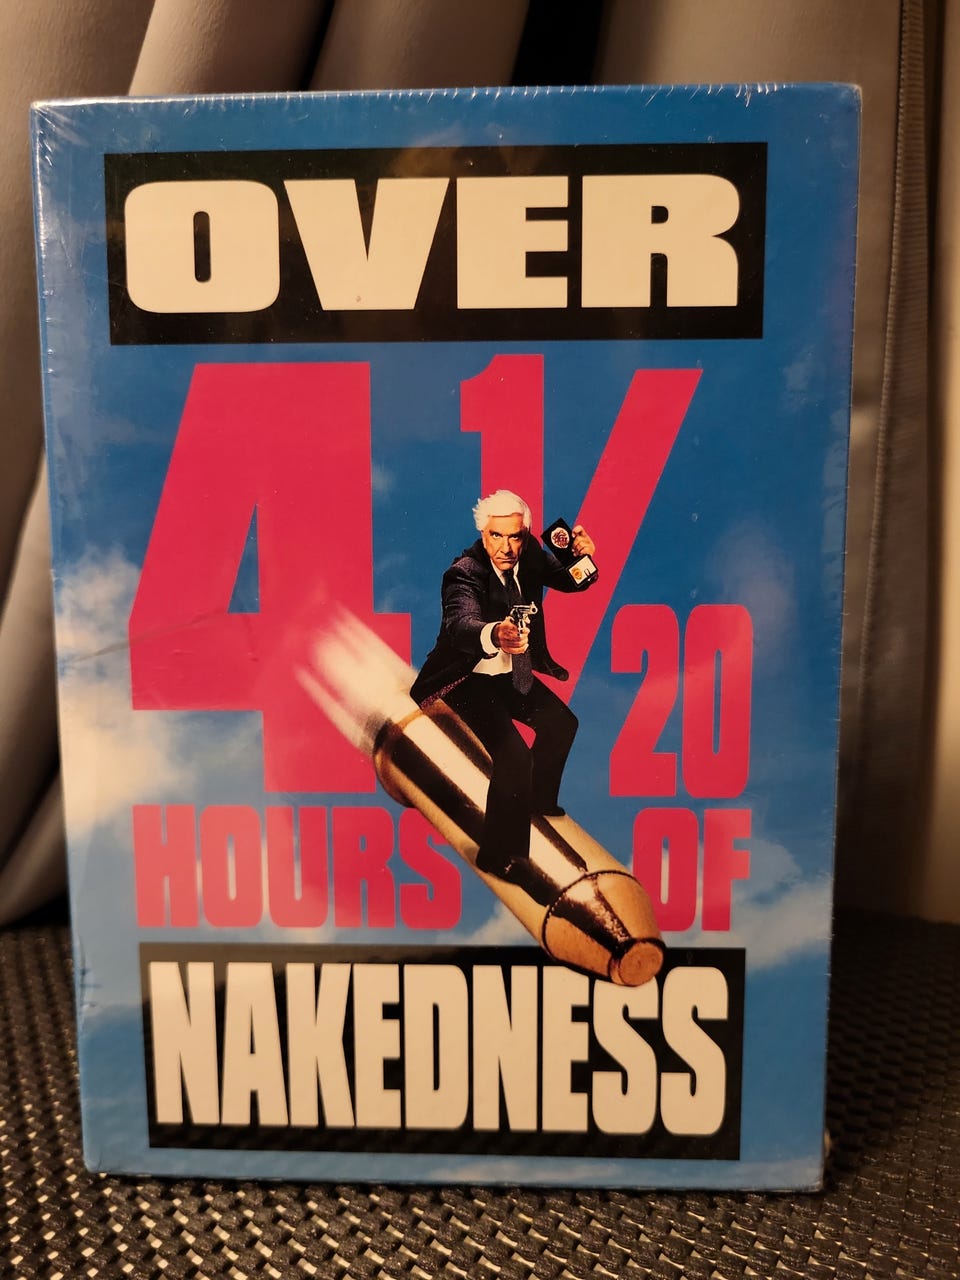 OVER
4 1/20
HOURS OF
NAKEDNESS